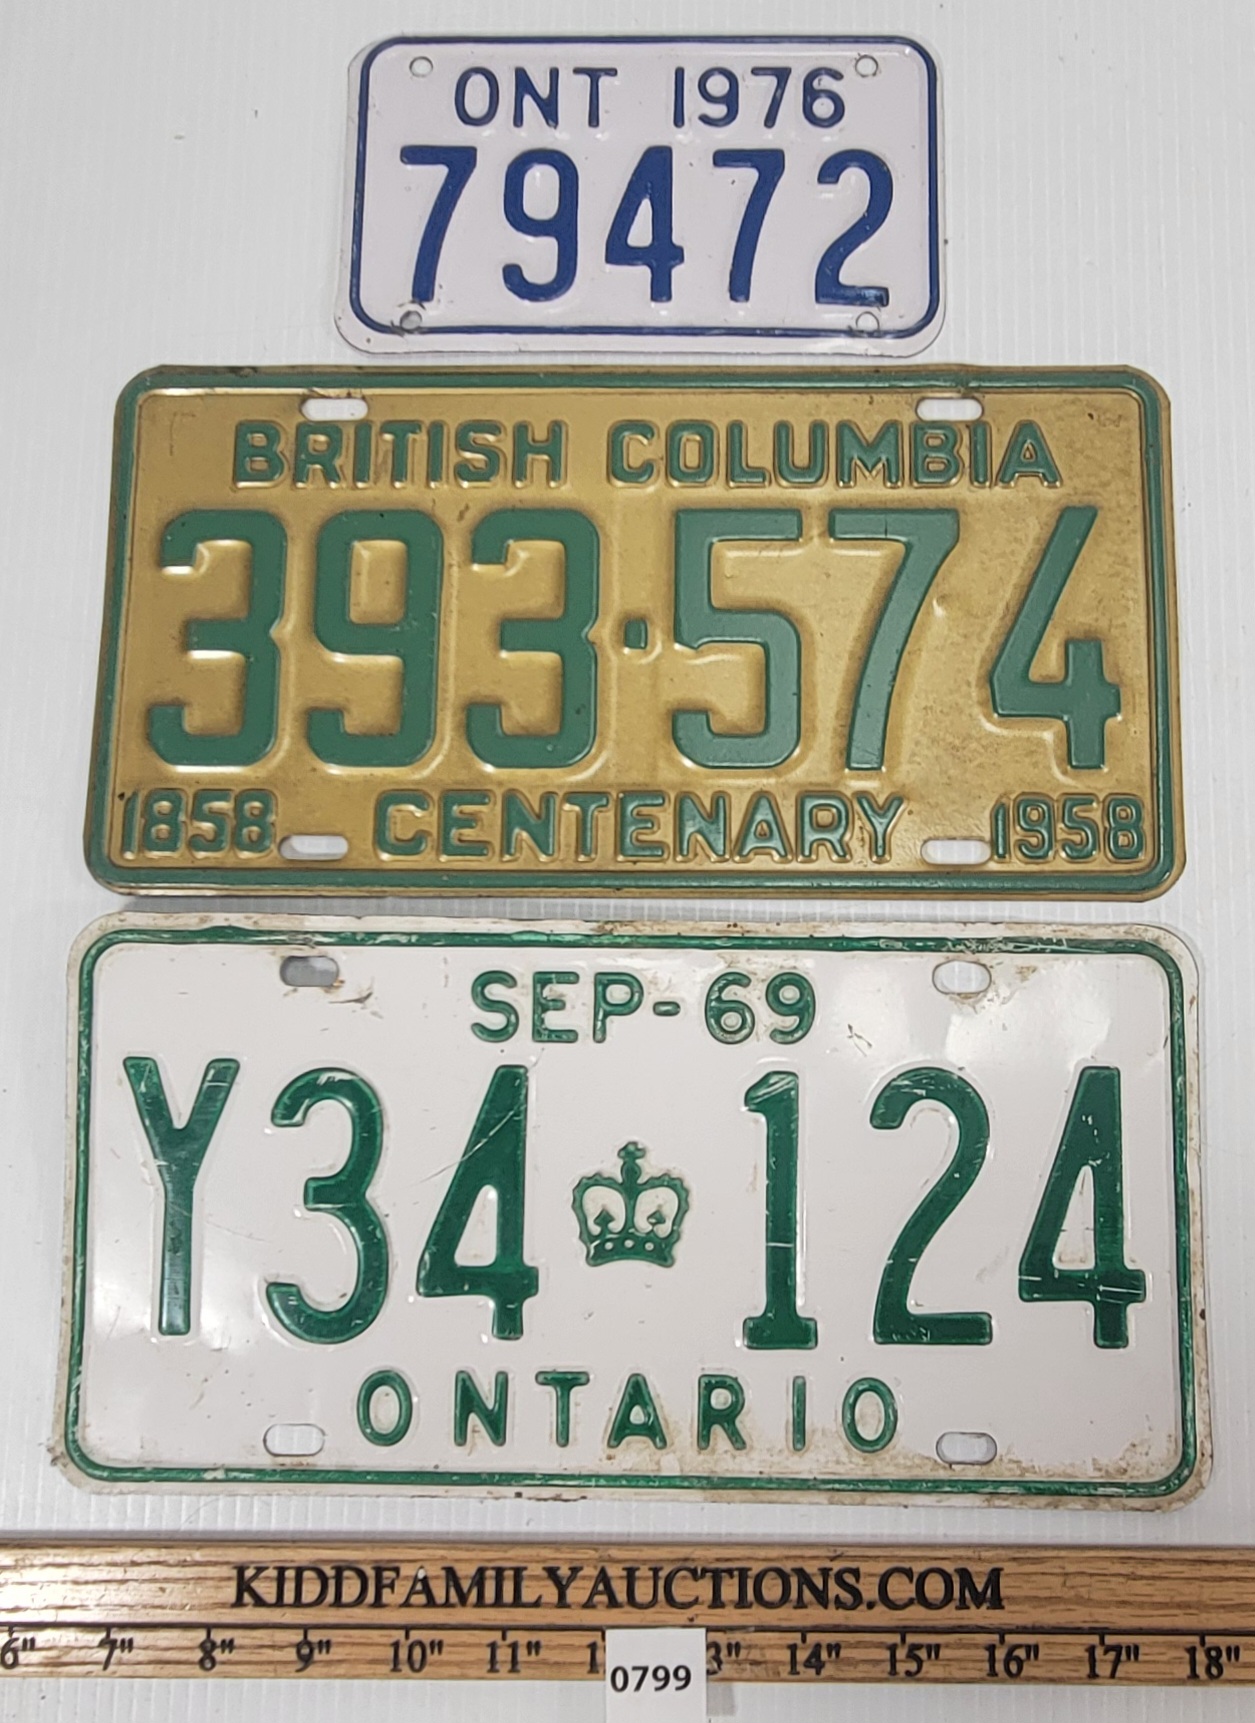 ONT 1976
79472
BRITISH COLUMBIA
393·574
1858 CENTENARY 1958
SEP-69
Y34 124
ONTARIO
KIDDFAMILYAUCTIONS.COM
6" 7" 8" 9" 10" 11" 1 3" 14" 15" 16" 17" 18"
0799